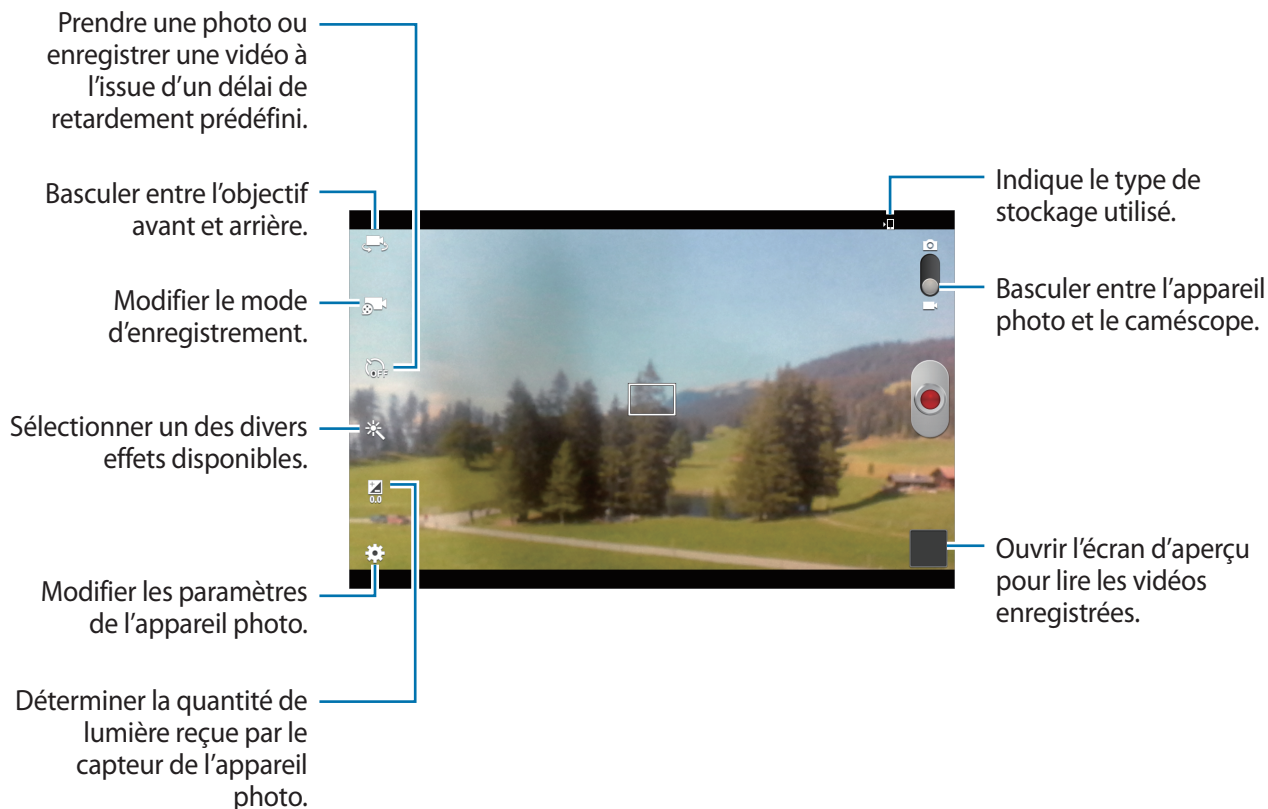 Prendre une photo ou
enregistrer une vidéo à
l’issue d’un délai de
retardement prédéfini.
Basculer entre l’objectif
avant et arrière.
Modifier le mode
d’enregistrement.
OFF
Sélectionner un des divers
effets disponibles.
0.0
Modifier les paramètres
de l’appareil photo.
Déterminer la quantité de
lumière reçue par le
capteur de l’appareil
photo.
Indique le type de
stockage utilisé.
Basculer entre l’appareil
photo et le caméscope.
Ouvrir l’écran d’aperçu
pour lire les vidéos
enregistrées.